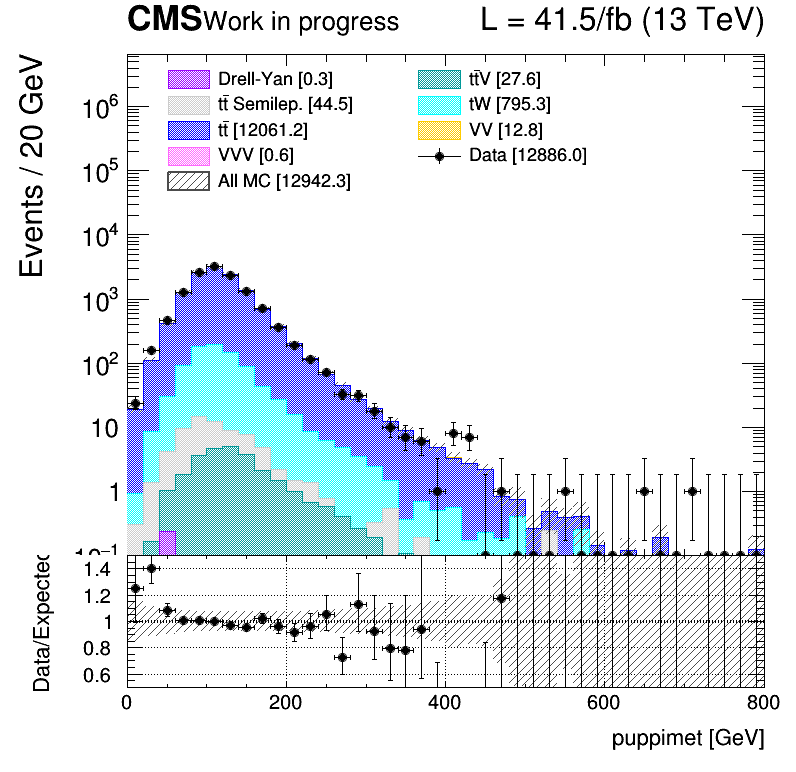 CMS Work in progress L = 41.5/fb (13 TeV)
Events / 20 GeV
Drell-Yan [0.3] tt̄V [27.6]
tt̄ Semilep. [44.5] tW [795.3]
tt̄ [12061.2] VV [12.8]
VVV [0.6] Data [12886.0]
All MC [12942.3]
10⁶
10⁵
10⁴
10³
10²
10
1
10⁻¹
Data/Expected
1.4
1.2
1
0.8
0.6
0 200 400 600 800
puppimet [GeV]